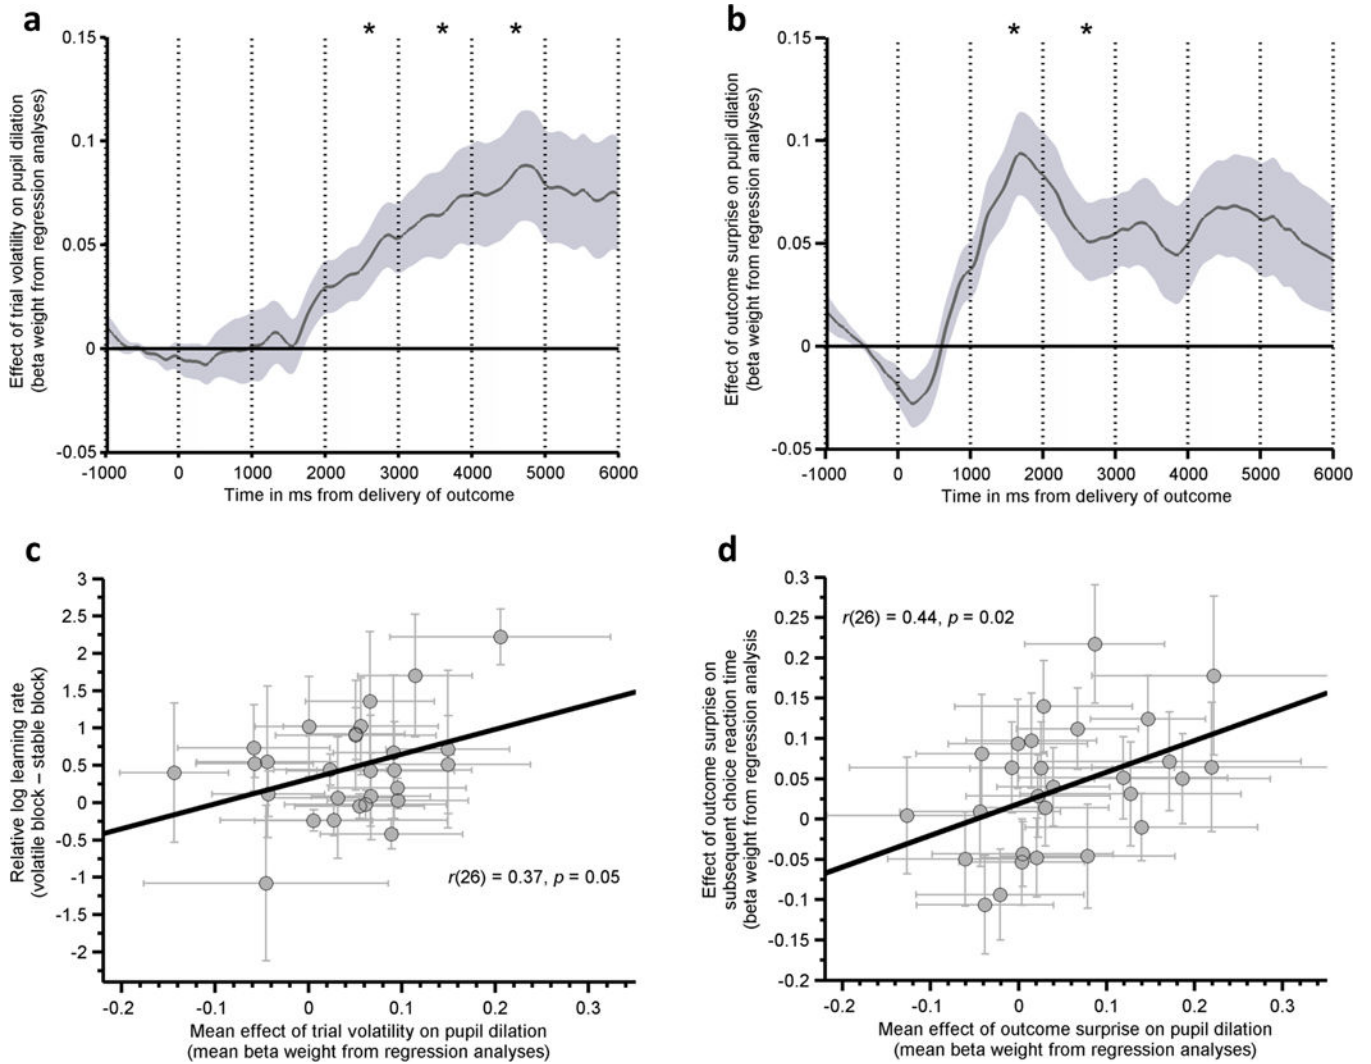 a
* * *
0.15
0.1
0.05
0
-0.05
Effect of trial volatility on pupil dilation
(beta weight from regression analyses)
-1000 0 1000 2000 3000 4000 5000 6000
Time in ms from delivery of outcome
b
* *
0.15
0.1
0.05
0
-0.05
Effect of outcome surprise on pupil dilation
(beta weight from regression analyses)
-1000 0 1000 2000 3000 4000 5000 6000
Time in ms from delivery of outcome
c
3
2.5
2
1.5
1
0.5
0
-0.5
-1
-1.5
-2
Relative log learning rate
(volatile block – stable block)
r(26) = 0.37, p = 0.05
-0.2 -0.1 0 0.1 0.2 0.3
Mean effect of trial volatility on pupil dilation
(mean beta weight from regression analyses)
d
0.3
0.25
0.2
0.15
0.1
0.05
0
-0.05
-0.1
-0.15
-0.2
Effect of outcome surprise on
subsequent choice reaction time
(beta weight from regression analysis
r(26) = 0.44, p = 0.02
-0.2 -0.1 0 0.1 0.2 0.3
Mean effect of outcome surprise on pupil dilation
(mean beta weight from regression analyses)